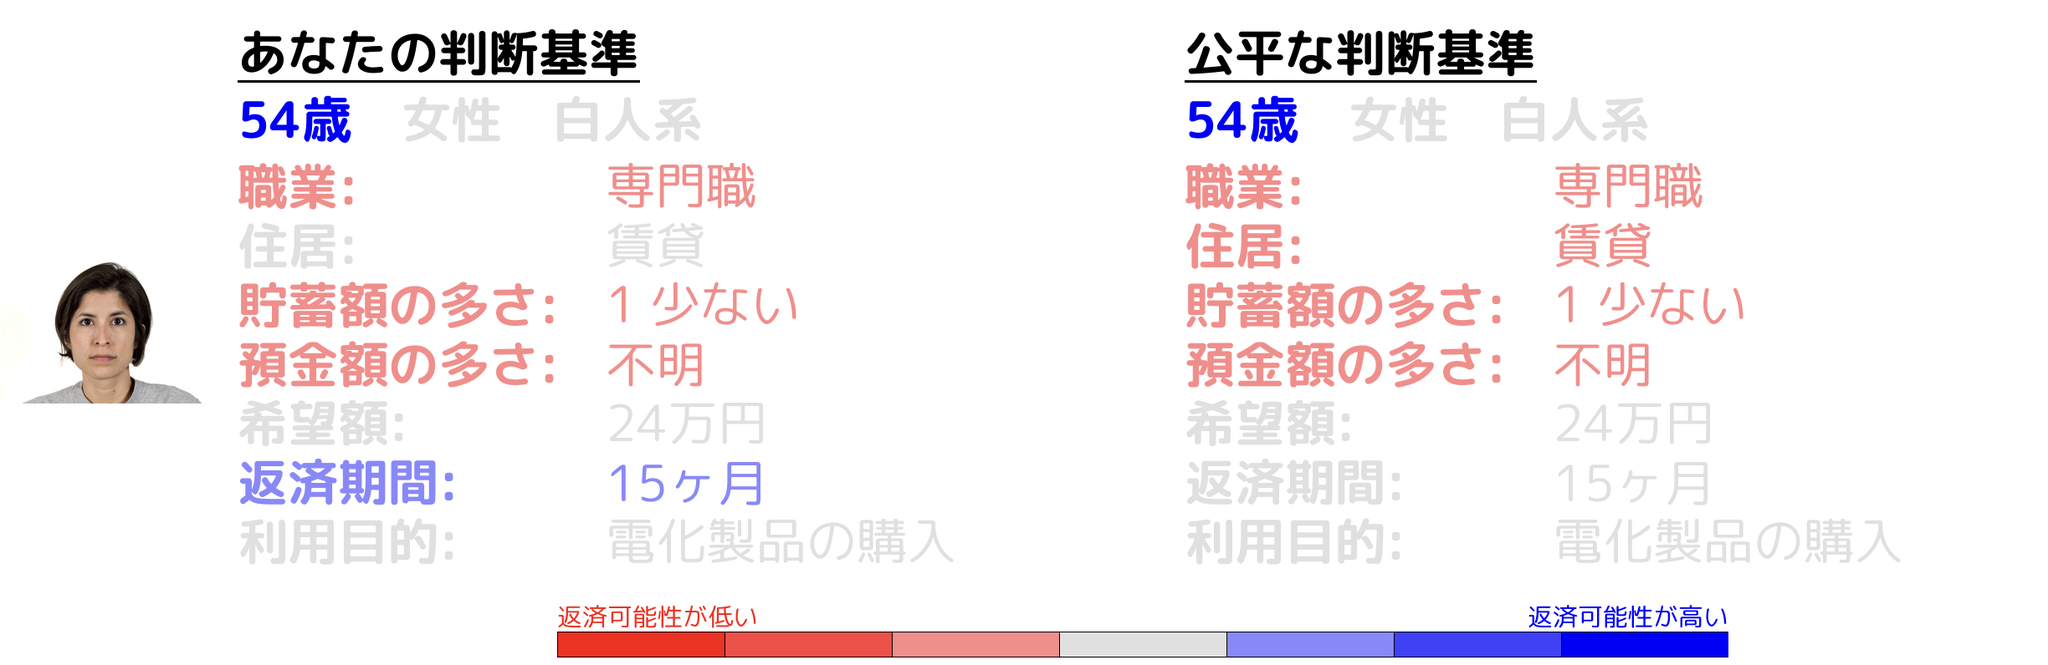 あなたの判断基準
54歳 女性 白人系
職業: 専門職
住居: 賃貸
貯蓄額の多さ: 1 少ない
預金額の多さ: 不明
希望額: 24万円
返済期間: 15ヶ月
利用目的: 電化製品の購入
公平な判断基準
54歳 女性 白人系
職業: 専門職
住居: 賃貸
貯蓄額の多さ: 1 少ない
預金額の多さ: 不明
希望額: 24万円
返済期間: 15ヶ月
利用目的: 電化製品の購入
返済可能性が低い
返済可能性が高い